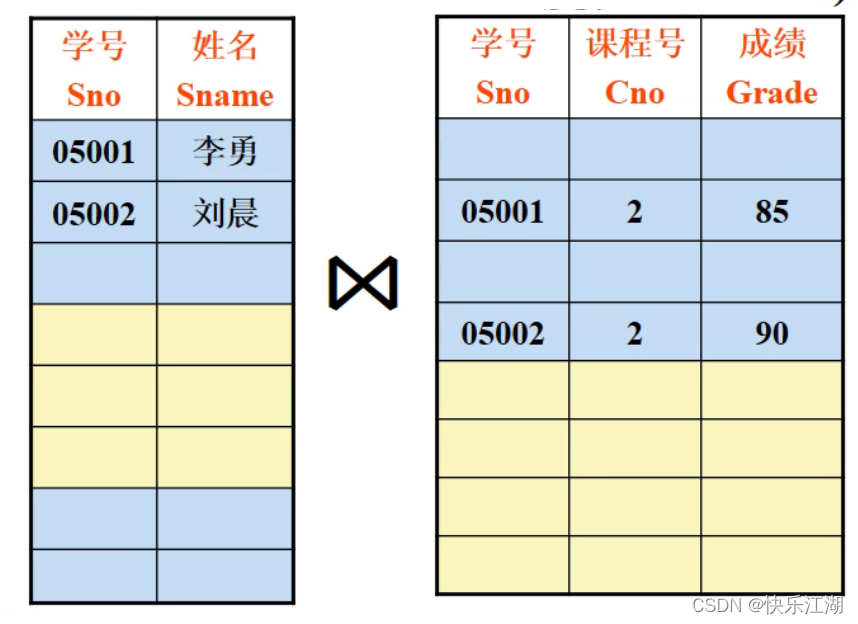 学号 姓名
Sno Sname
05001 李勇
05002 刘晨
⋈
学号 课程号 成绩
Sno Cno Grade
05001 2 85
05002 2 90
CSDN @快乐江湖